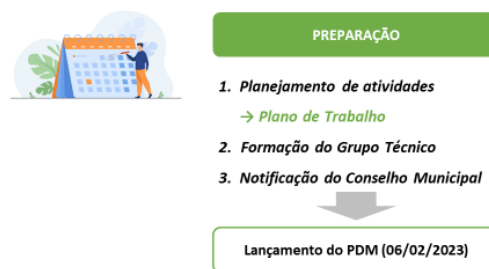 PREPARAÇÃO
1. Planejamento de atividades
→ Plano de Trabalho
2. Formação do Grupo Técnico
3. Notificação do Conselho Municipal
Lançamento do PDM (06/02/2023)